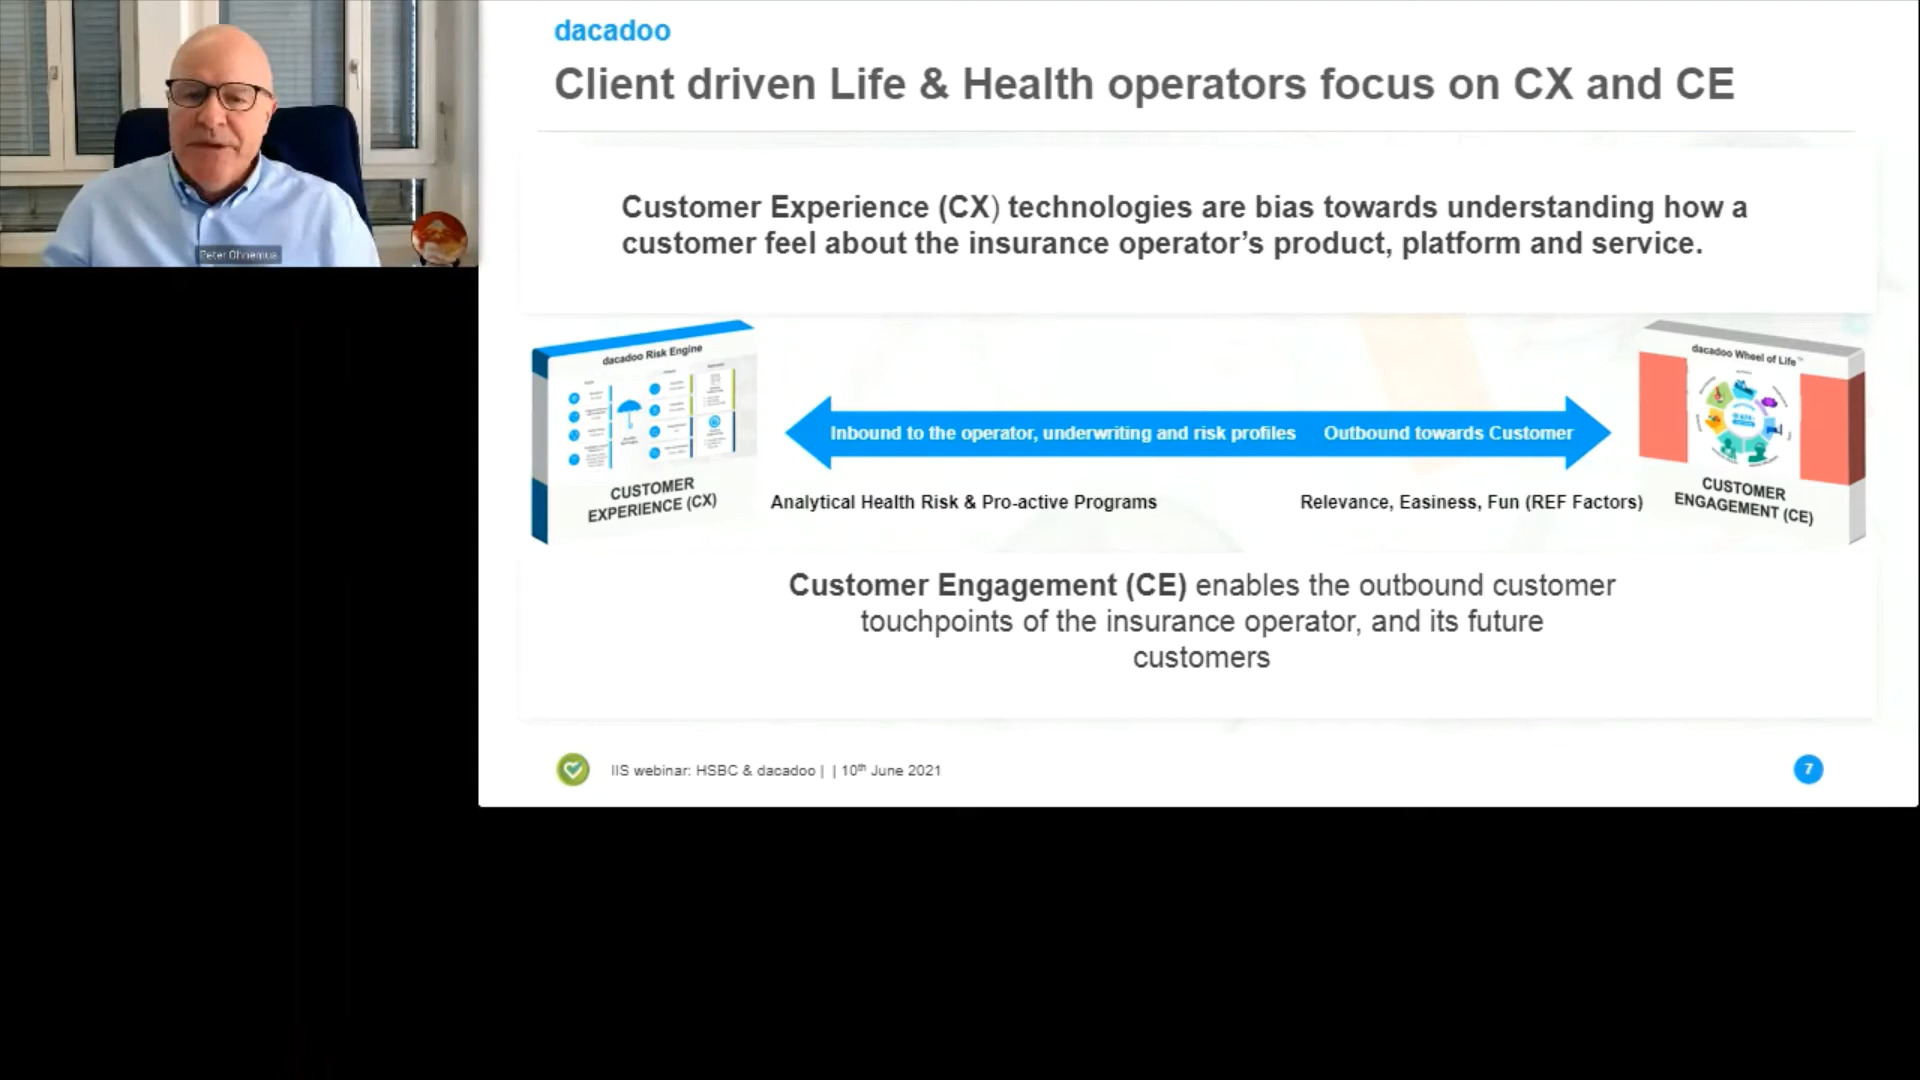 Peter Ohnemus
dacadoo
Client driven Life & Health operators focus on CX and CE
Customer Experience (CX) technologies are bias towards understanding how a
customer feel about the insurance operator’s product, platform and service.
dacadoo Risk Engine
CUSTOMER
EXPERIENCE (CX)
Inbound to the operator, underwriting and risk profiles Outbound towards Customer
Analytical Health Risk & Pro-active Programs
Relevance, Easiness, Fun (REF Factors)
dacadoo Wheel of Life™
CUSTOMER
ENGAGEMENT (CE)
Customer Engagement (CE) enables the outbound customer
touchpoints of the insurance operator, and its future
customers
IIS webinar: HSBC & dacadoo | | 10th June 2021
7